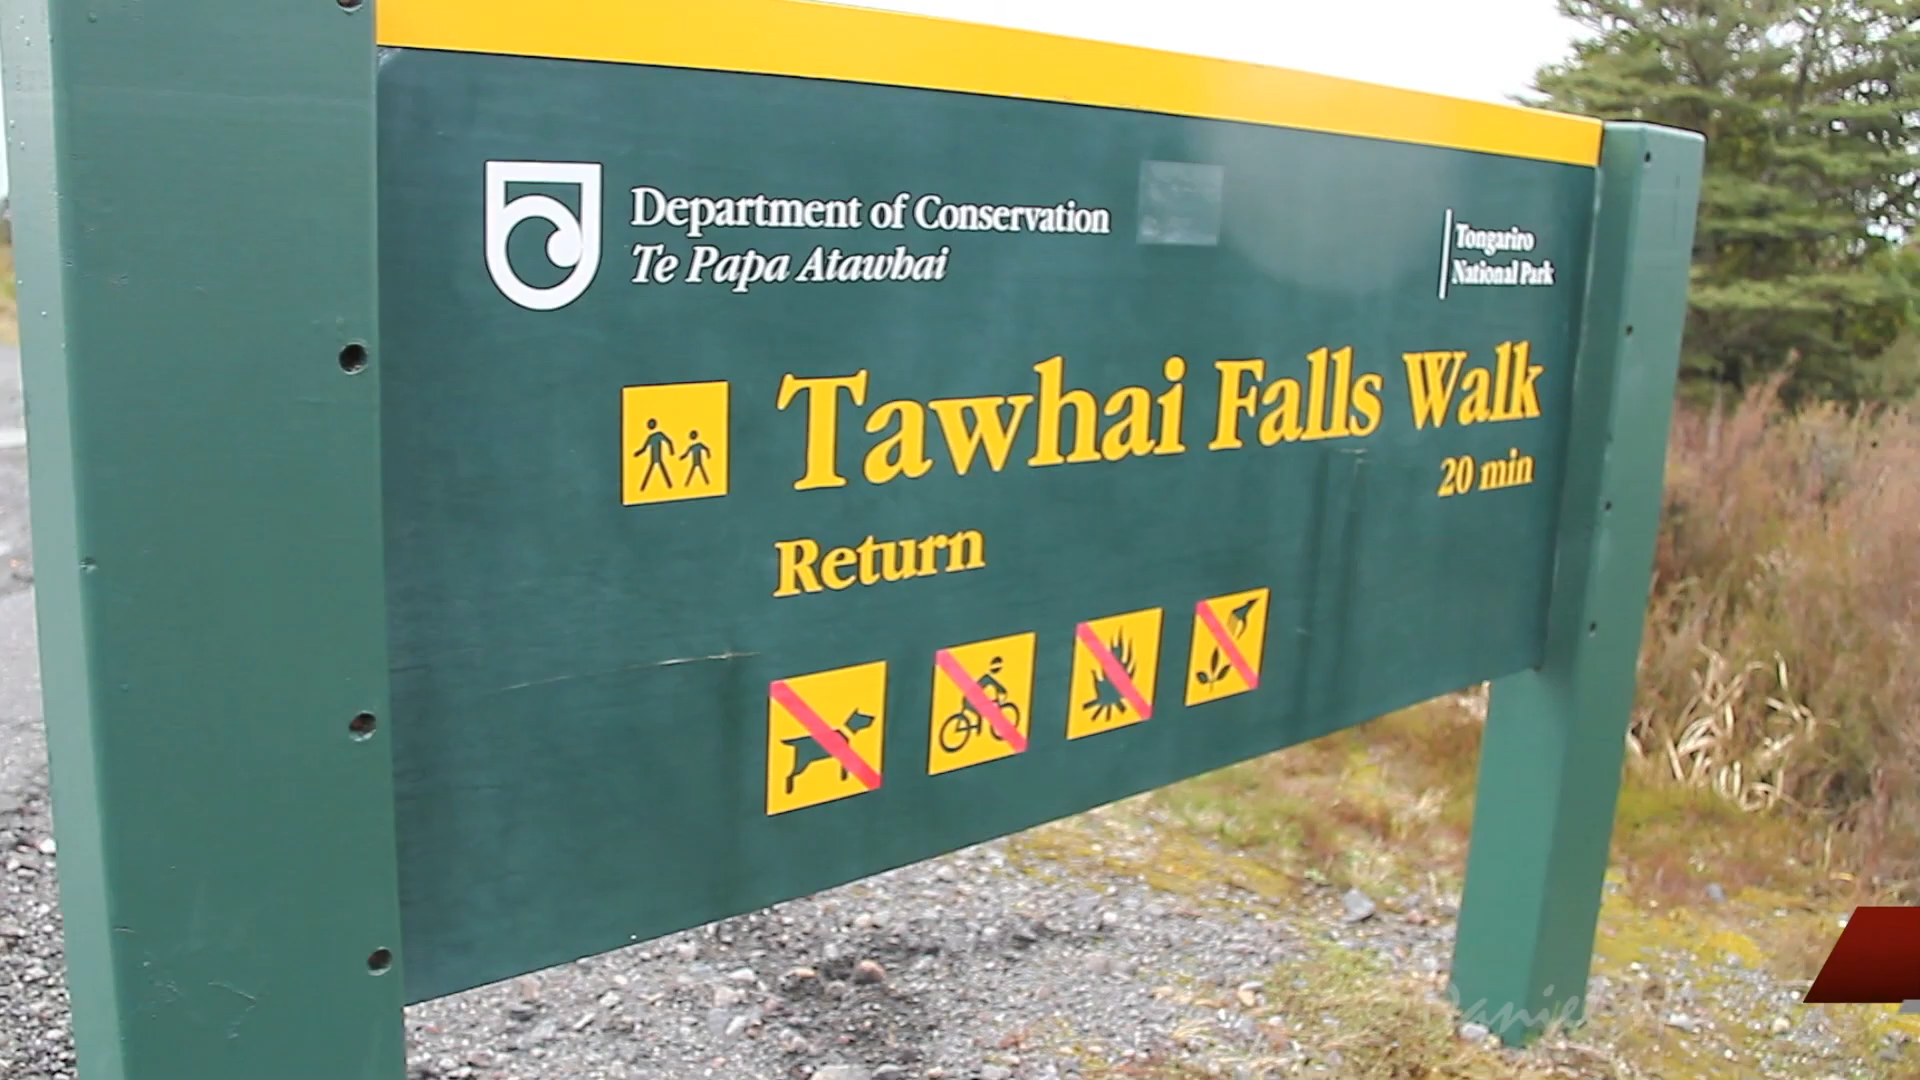 Department of Conservation
Te Papa Atawhai
Tongariro
National Park
Tawhai Falls Walk
20 min
Return